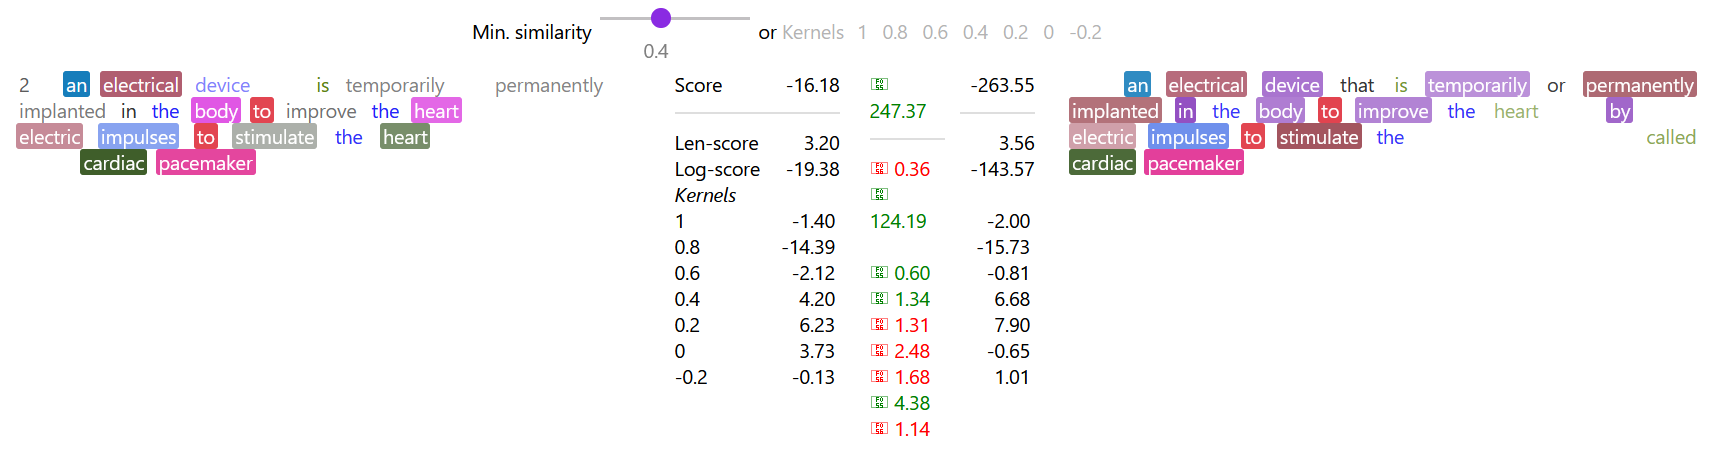 Min. similarity 0.4 or Kernels 1 0.8 0.6 0.4 0.2 0 -0.2
2 an electrical device is temporarily permanently
implanted in the body to improve the heart
electric impulses to stimulate the heart
cardiac pacemaker
Score -16.18 247.37 -263.55
Len-score 3.20 0.36 3.56
Log-score -19.38 124.19 -143.57
Kernels
1 -1.40 0.60 -2.00
0.8 -14.39 1.34 -15.73
0.6 -2.12 1.31 -0.81
0.4 4.20 2.48 6.68
0.2 6.23 1.68 7.90
0 3.73 4.38 -0.65
-0.2 -0.13 1.14 1.01
an electrical device that is temporarily or permanently
implanted in the body to improve the heart by
electric impulses to stimulate the called
cardiac pacemaker